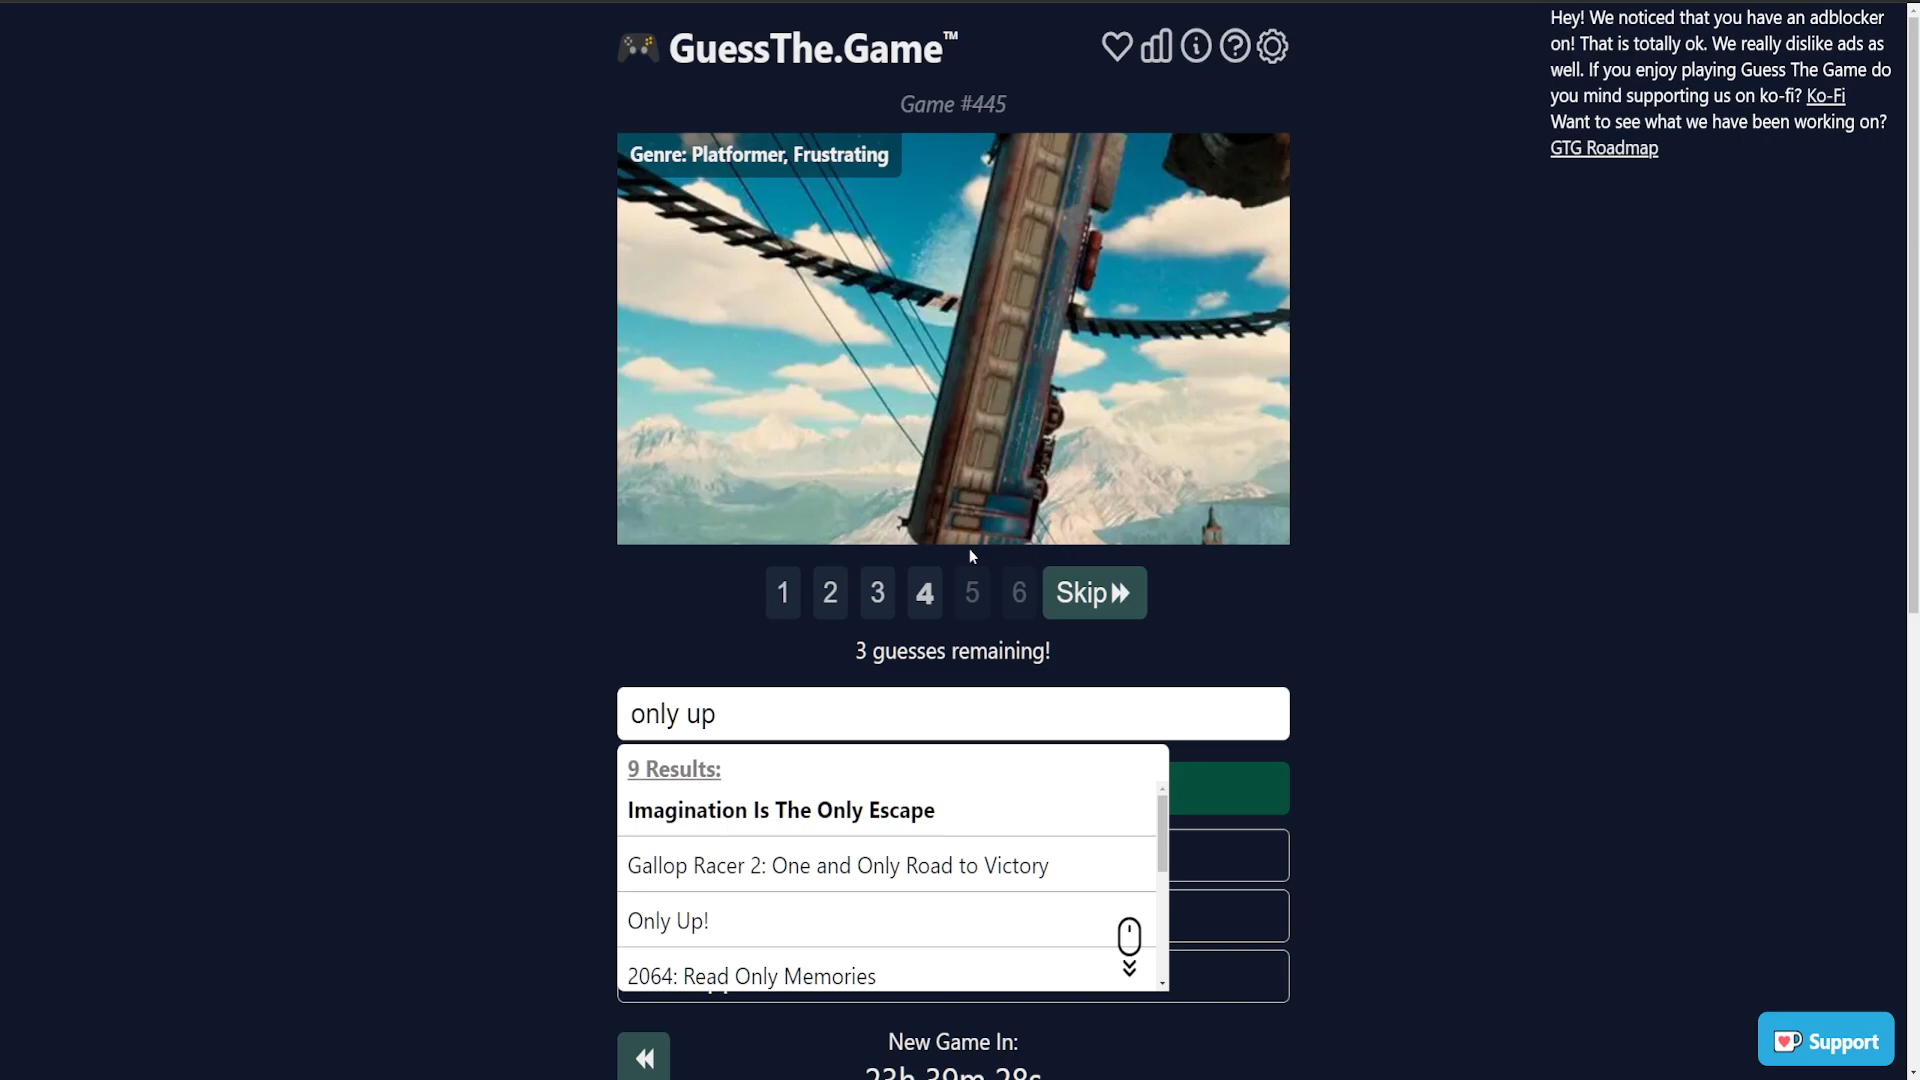 GuessThe.Game™
Game #445
Hey! We noticed that you have an adblocker
on! That is totally ok. We really dislike ads as
well. If you enjoy playing Guess The Game do
you mind supporting us on ko-fi? Ko-Fi
Want to see what we have been working on?
GTG Roadmap
Genre: Platformer, Frustrating
1 2 3 4 5 6 Skip
3 guesses remaining!
only up
9 Results:
Imagination Is The Only Escape
Gallop Racer 2: One and Only Road to Victory
Only Up!
2064: Read Only Memories
New Game In:
23h 39m 28s
Support